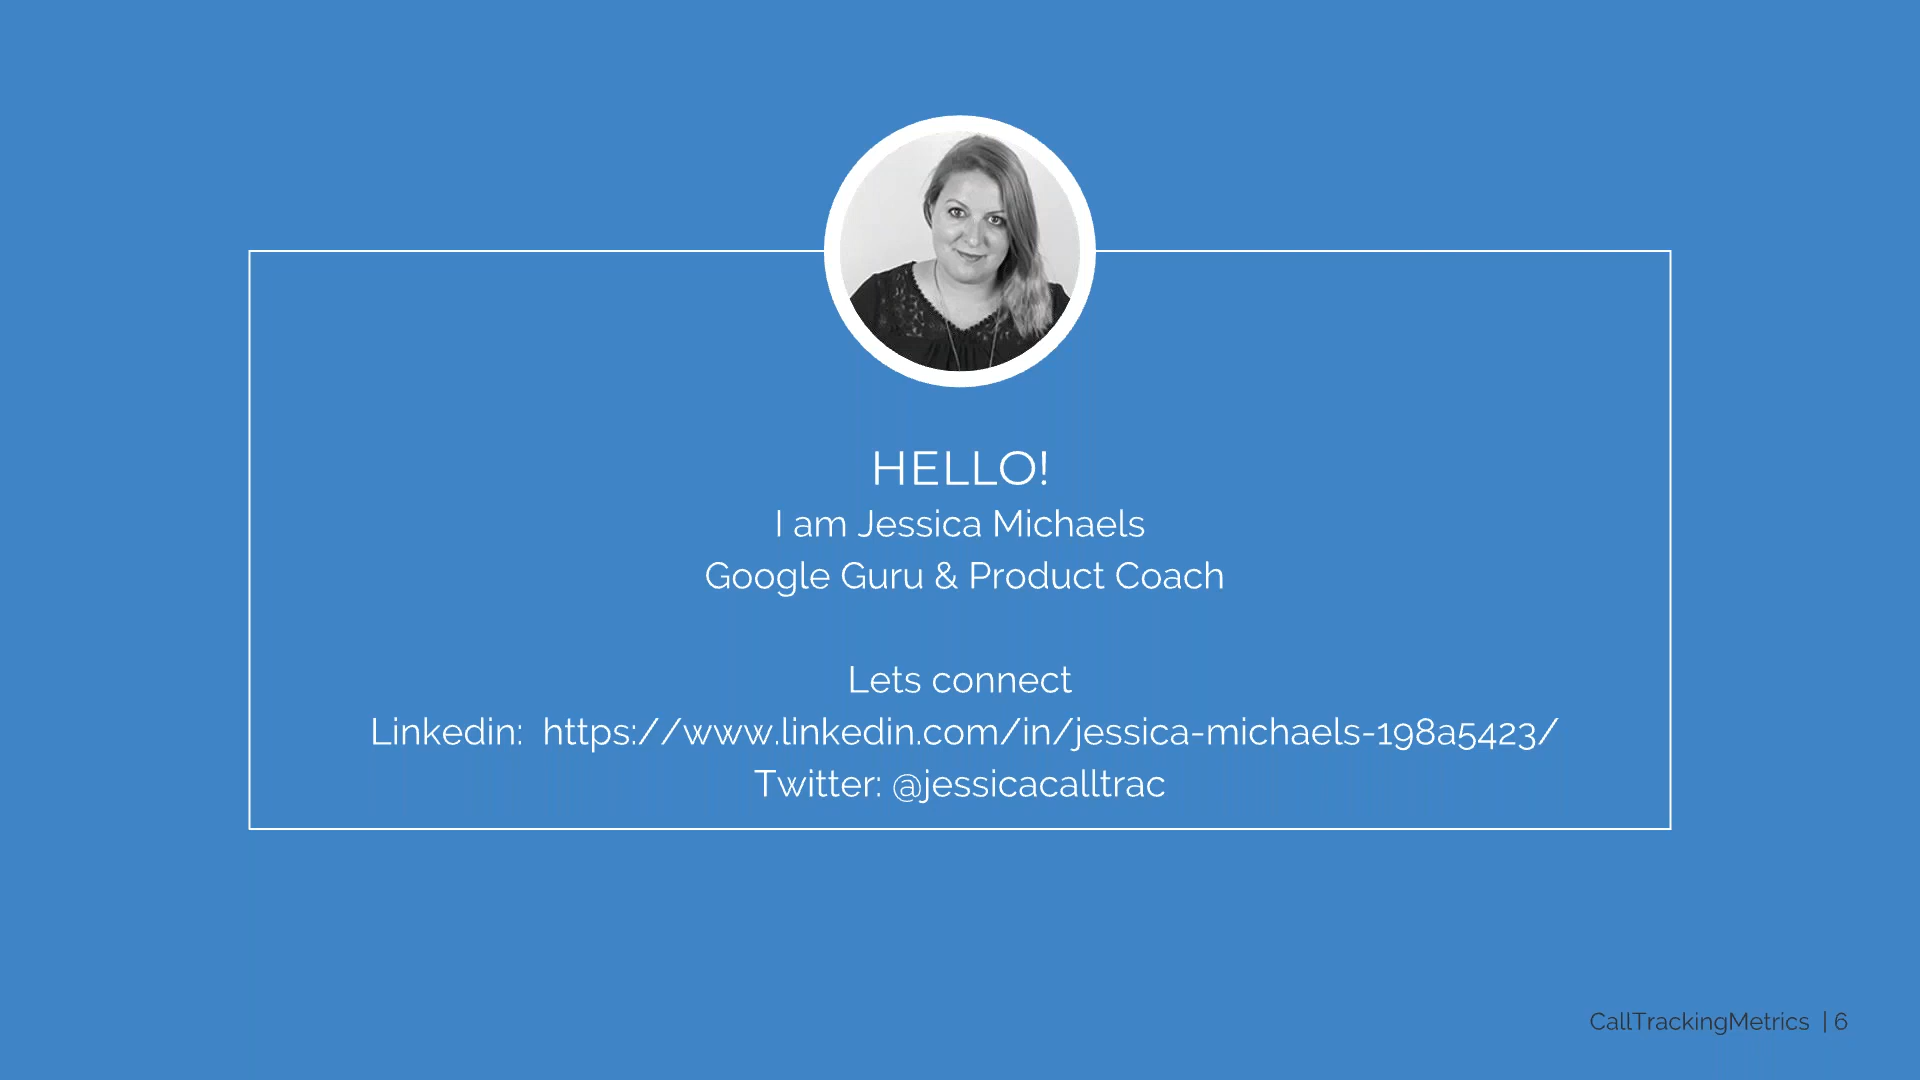 HELLO!
I am Jessica Michaels
Google Guru & Product Coach
Lets connect
Linkedin: https://www.linkedin.com/in/jessica-michaels-198a5423/
Twitter: @jessicacalltrac
CallTrackingMetrics | 6